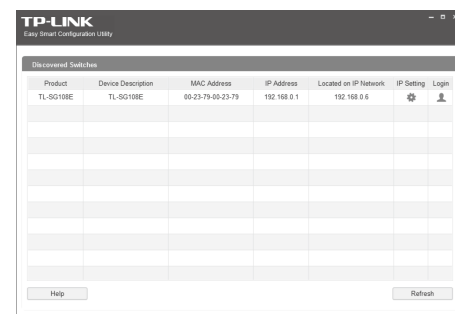 TP-LINK
Easy Smart Configuration Utility
Discovered Switches
Product Device Description MAC Address IP Address Located on IP Network IP Setting Login
TL-SG108E TL-SG108E 00-23-79-00-23-79 192.168.0.1 192.168.0.6
Help Refresh